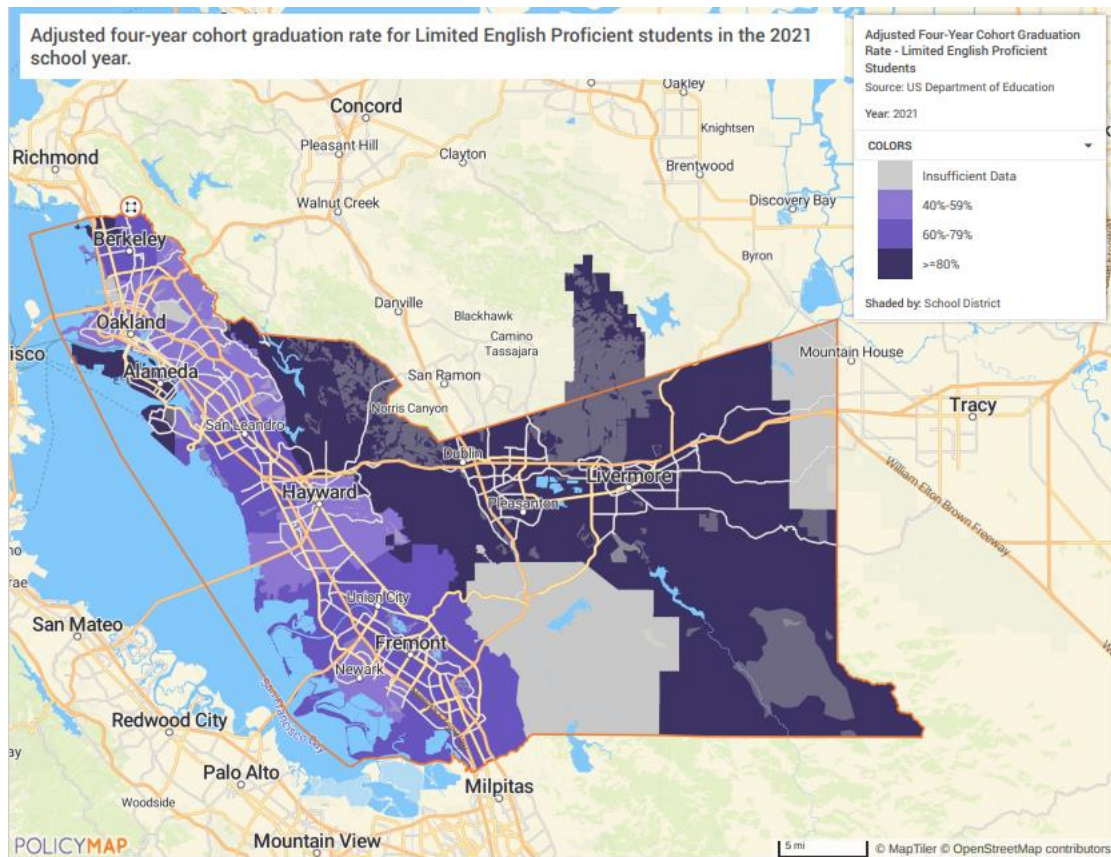 Adjusted four-year cohort graduation rate for Limited English Proficient students in the 2021
school year.
Adjusted Four-Year Cohort Graduation
Rate - Limited English Proficient
Students
Source: US Department of Education
Year: 2021
COLORS
Insufficient Data
40%-59%
60%-79%
>=80%
Shaded by: School District
Oakley
Concord
Knightsen
Pleasant Hill
Clayton
Richmond
Brentwood
Walnut Creek
Discovery Bay
Berkeley
Byron
Danville
Blackhawk
Oakland
Camino
Tassajara
isco
Mountain House
Alameda
San Ramon
Norris Canyon
Tracy
San Leandro
Dublin
Livermore
Hayward
Pleasanton
William Elton Brown Freeway
no
rae
Union City
San Mateo
Fremont
Newark
San Francisco Bay
Redwood City
ay
Palo Alto
Milpitas
Woodside
Mountain View
POLICYMAP
5 mi
© MapTiler © OpenStreetMap contributors